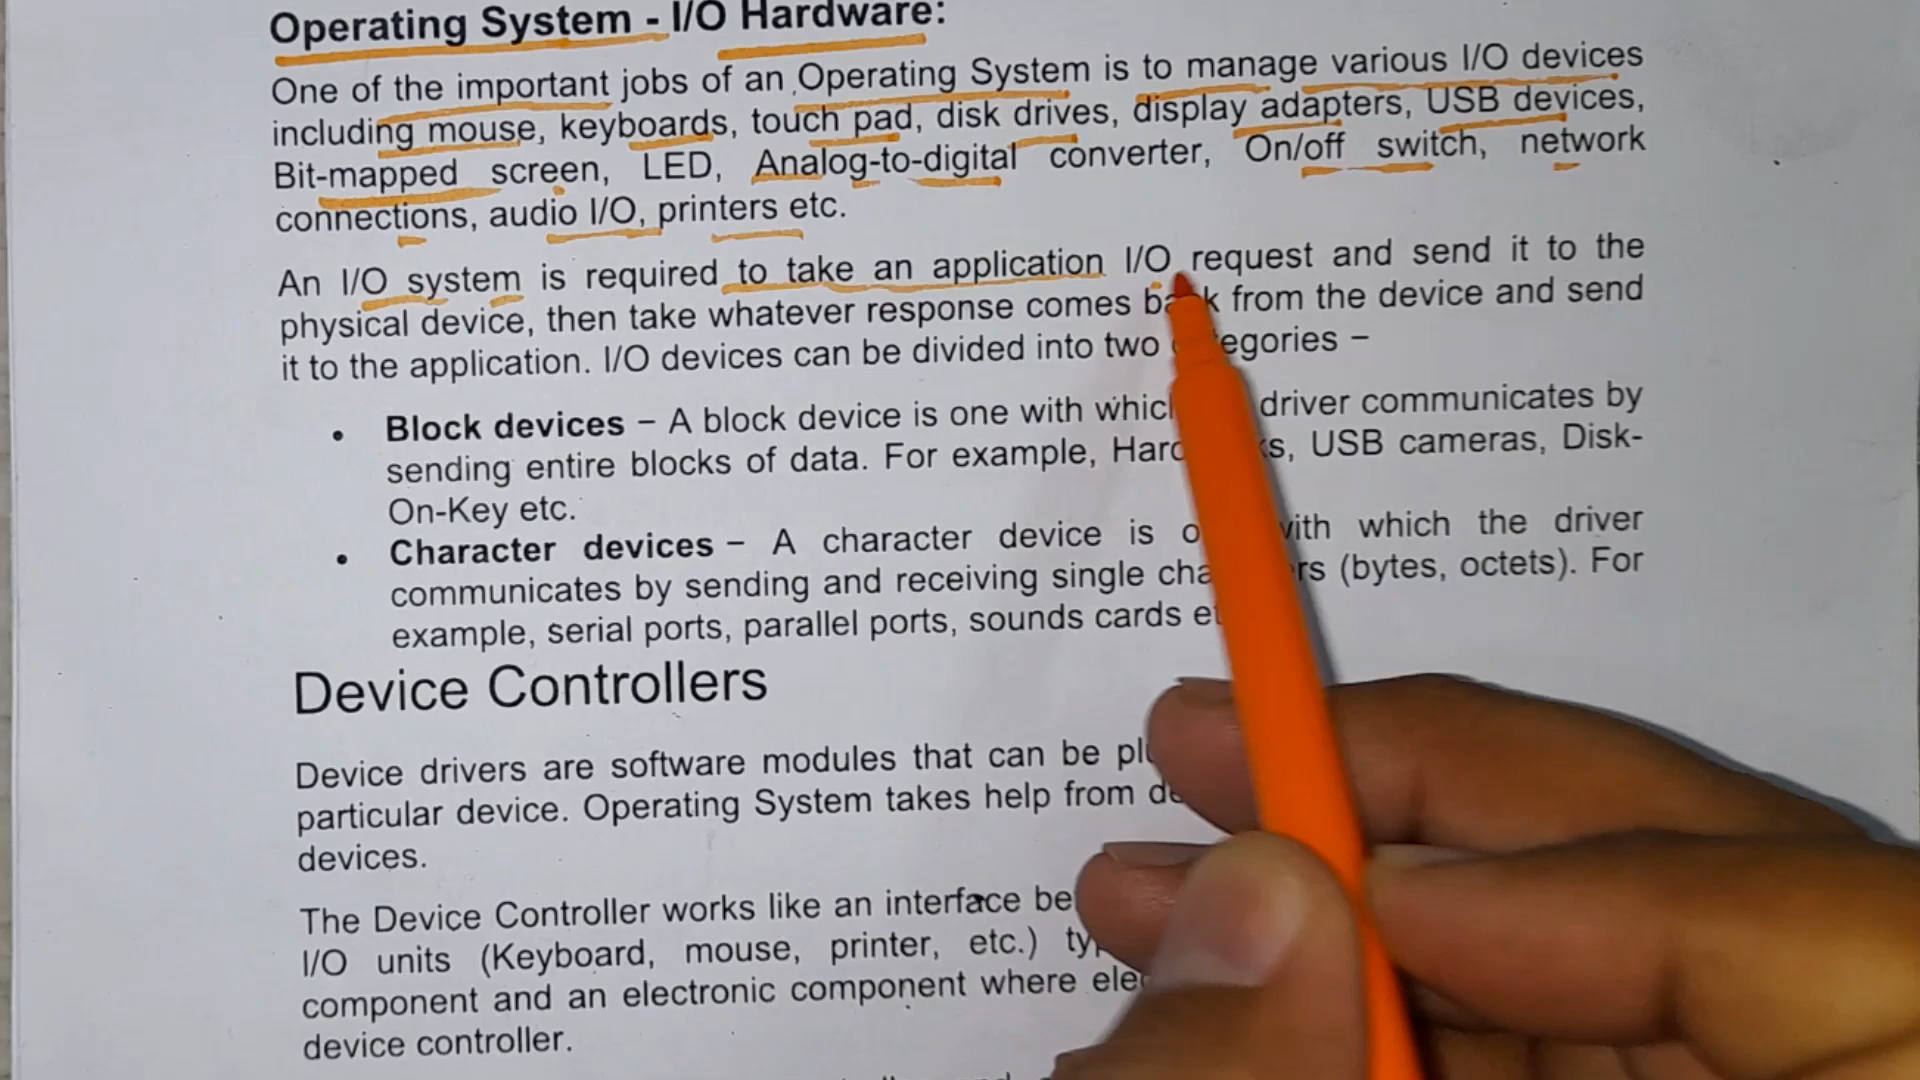 Operating System - I/O Hardware:
One of the important jobs of an Operating System is to manage various I/O devices
including mouse, keyboards, touch pad, disk drives, display adapters, USB devices,
Bit-mapped screen, LED, Analog-to-digital converter, On/off switch, network
connections, audio I/O, printers etc.
An I/O system is required to take an application I/O request and send it to the
physical device, then take whatever response comes back from the device and send
it to the application. I/O devices can be divided into two categories –
• Block devices – A block device is one with which driver communicates by
sending entire blocks of data. For example, Hard USB cameras, Disk-
On-Key etc.
• Character devices – A character device is one with which the driver
communicates by sending and receiving single characters (bytes, octets). For
example, serial ports, parallel ports, sounds cards etc
Device Controllers
Device drivers are software modules that can be
particular device. Operating System takes help from
devices.
The Device Controller works like an interface
I/O units (Keyboard, mouse, printer, etc.)
component and an electronic component where
device controller.